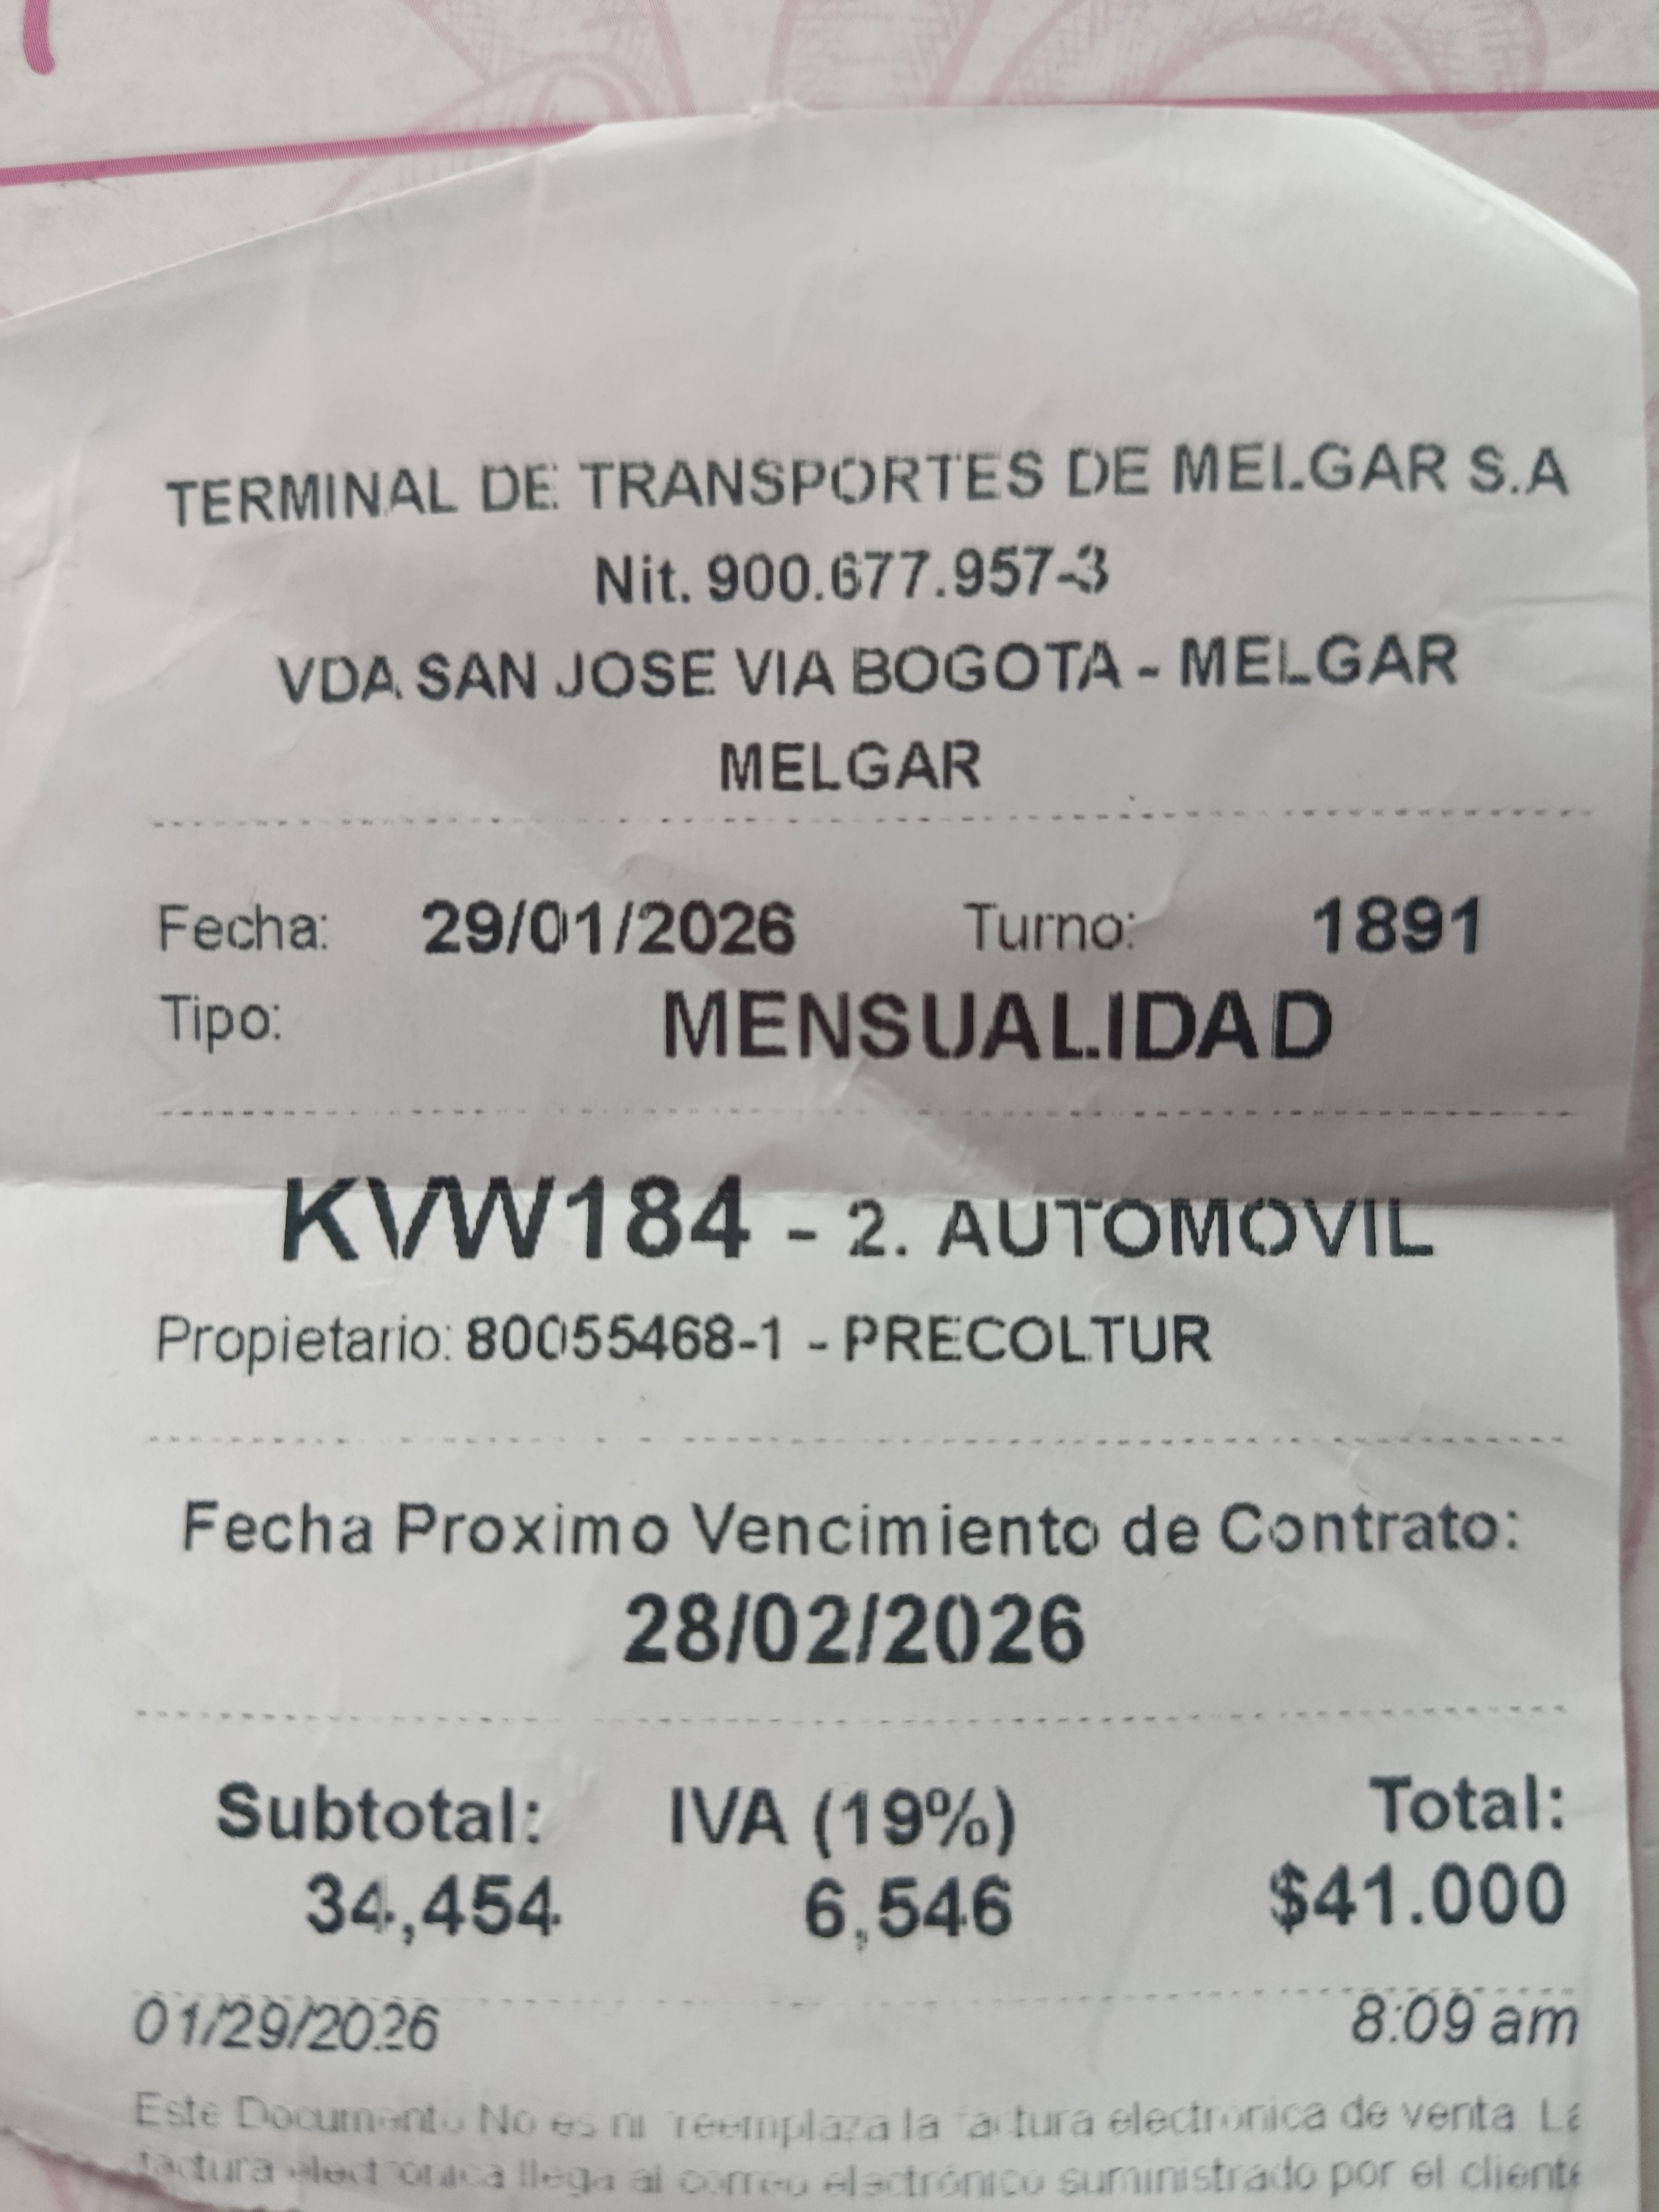 TERMINAL DE TRANSPORTES DE MELGAR S.A
Nit. 900.677.957-3
VDA SAN JOSE VIA BOGOTA - MELGAR
MELGAR
Fecha: 29/01/2026 Turno: 1891
Tipo: MENSUALIDAD
KVW184 - 2. AUTOMOVIL
Propietario: 80055468-1 - PRECOLTUR
Fecha Proximo Vencimiento de Contrato:
28/02/2026
Subtotal: IVA (19%) Total:
34,454 6,546 $41.000
01/29/2026 8:09 am
Este Documento No es ni reemplaza la factura electronica de venta La
factura electrónica llega al correo electrónico suministrado por el cliente